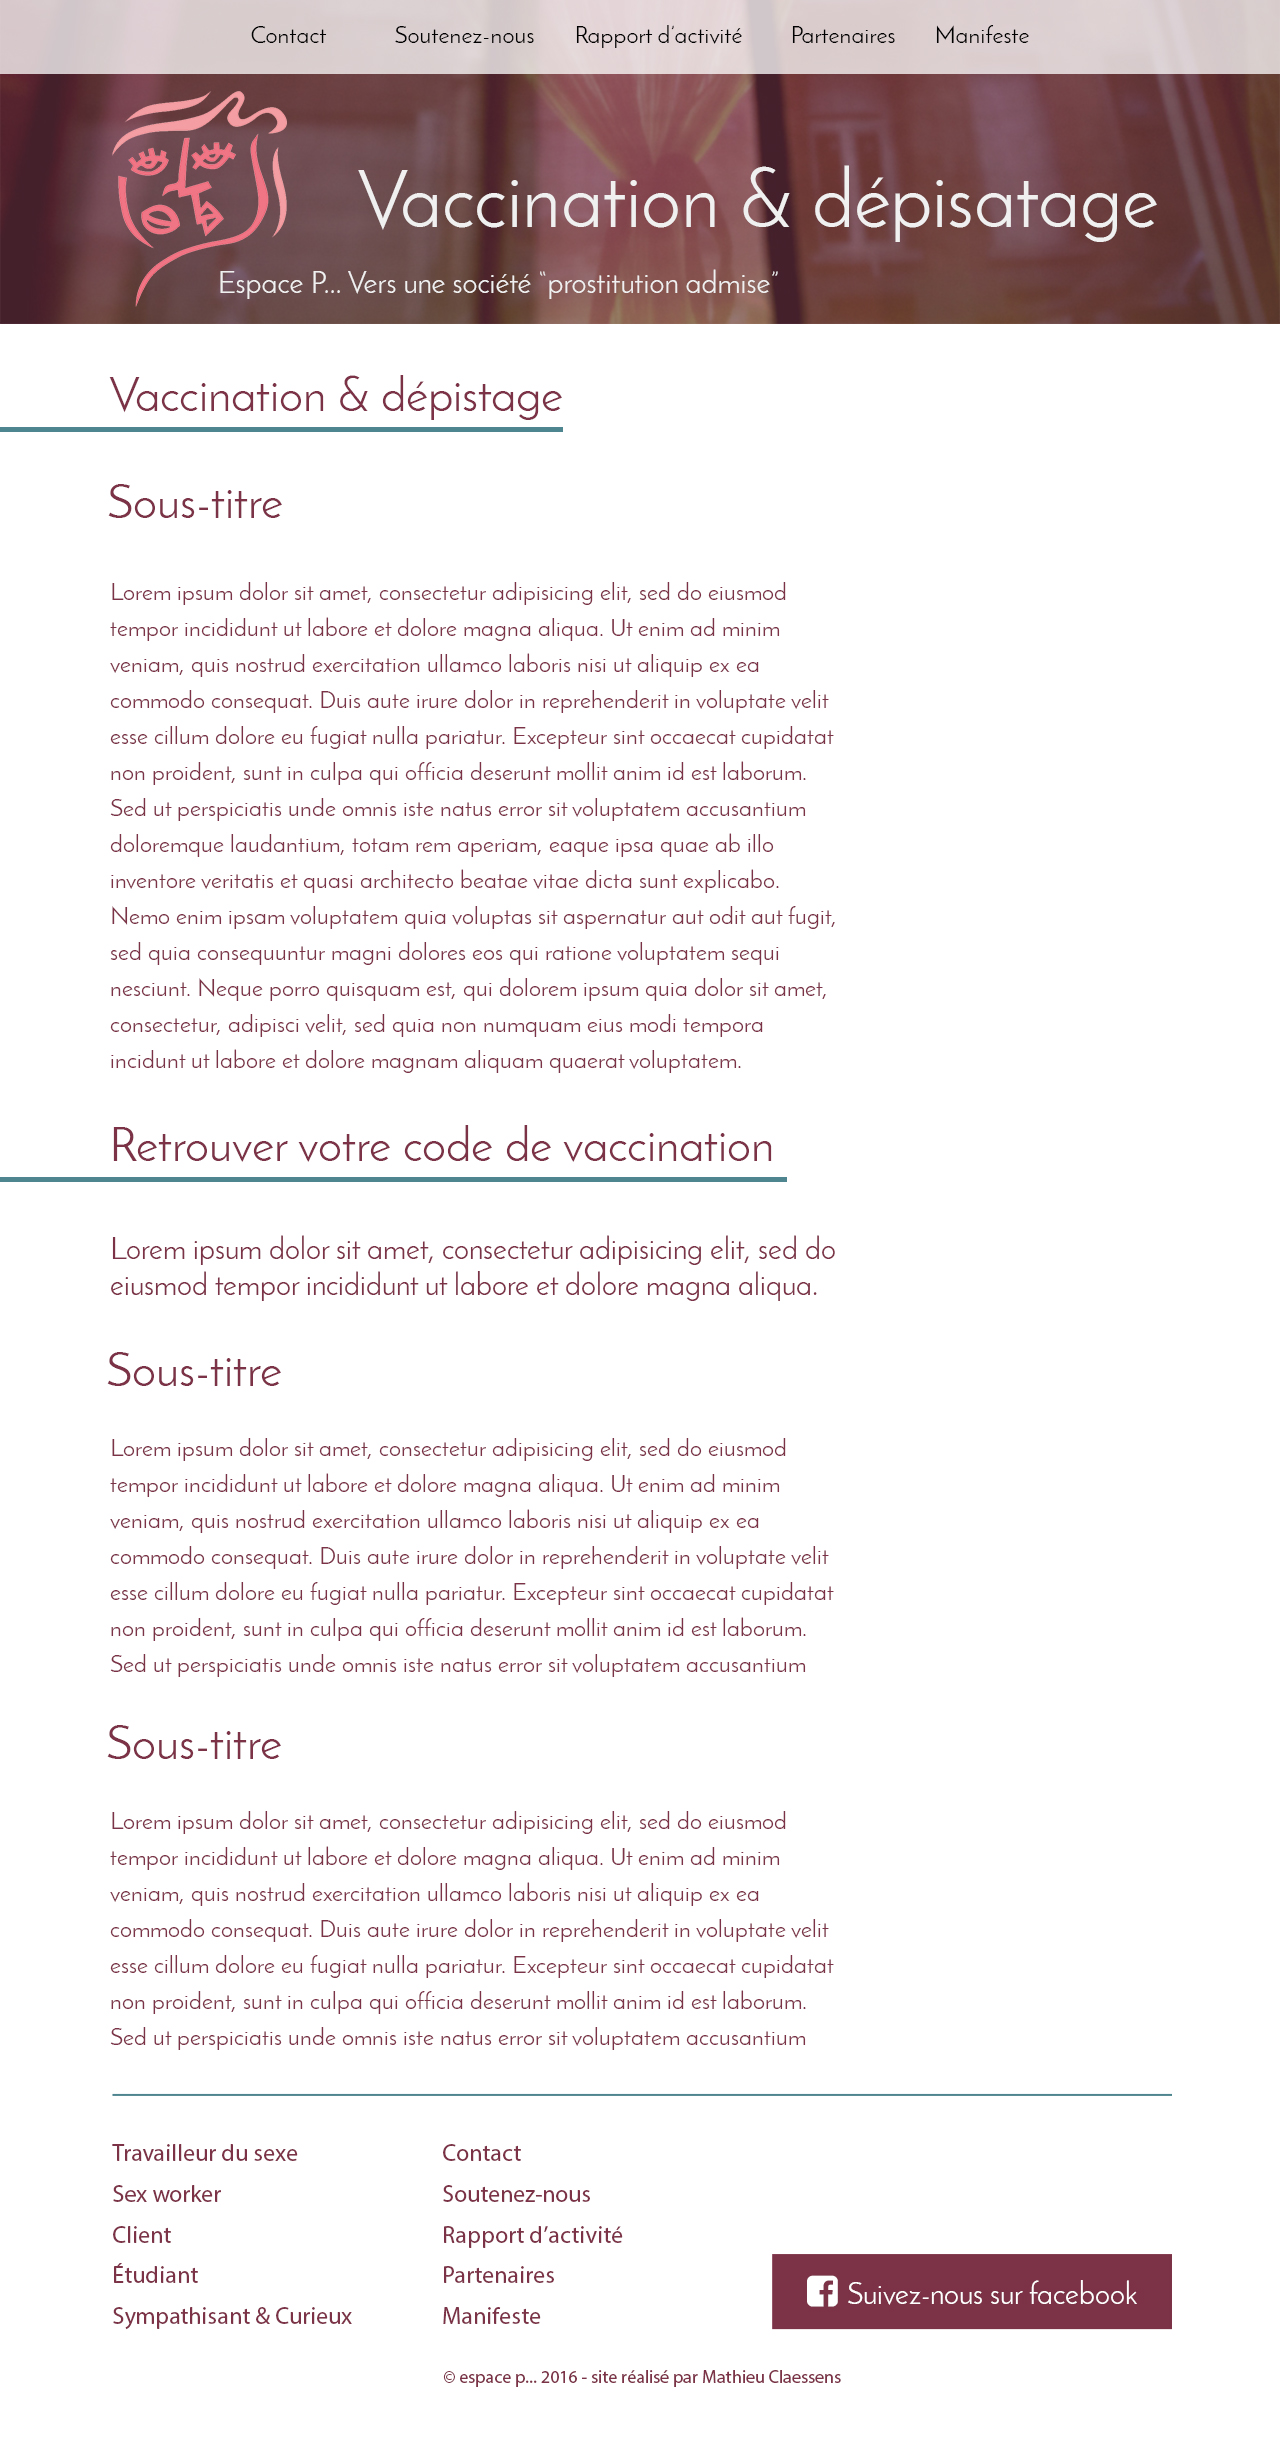 Contact Soutenez-nous Rapport d'activité Partenaires Manifeste
Vaccination & dépisatage
Espace P... Vers une société “prostitution admise”
Vaccination & dépistage
Sous-titre
Lorem ipsum dolor sit amet, consectetur adipisicing elit, sed do eiusmod
tempor incididunt ut labore et dolore magna aliqua. Ut enim ad minim
veniam, quis nostrud exercitation ullamco laboris nisi ut aliquip ex ea
commodo consequat. Duis aute irure dolor in reprehenderit in voluptate velit
esse cillum dolore eu fugiat nulla pariatur. Excepteur sint occaecat cupidatat
non proident, sunt in culpa qui officia deserunt mollit anim id est laborum.
Sed ut perspiciatis unde omnis iste natus error sit voluptatem accusantium
doloremque laudantium, totam rem aperiam, eaque ipsa quae ab illo
inventore veritatis et quasi architecto beatae vitae dicta sunt explicabo.
Nemo enim ipsam voluptatem quia voluptas sit aspernatur aut odit aut fugit,
sed quia consequuntur magni dolores eos qui ratione voluptatem sequi
nesciunt. Neque porro quisquam est, qui dolorem ipsum quia dolor sit amet,
consectetur, adipisci velit, sed quia non numquam eius modi tempora
incidunt ut labore et dolore magnam aliquam quaerat voluptatem.
Retrouver votre code de vaccination
Lorem ipsum dolor sit amet, consectetur adipisicing elit, sed do
eiusmod tempor incididunt ut labore et dolore magna aliqua.
Sous-titre
Lorem ipsum dolor sit amet, consectetur adipisicing elit, sed do eiusmod
tempor incididunt ut labore et dolore magna aliqua. Ut enim ad minim
veniam, quis nostrud exercitation ullamco laboris nisi ut aliquip ex ea
commodo consequat. Duis aute irure dolor in reprehenderit in voluptate velit
esse cillum dolore eu fugiat nulla pariatur. Excepteur sint occaecat cupidatat
non proident, sunt in culpa qui officia deserunt mollit anim id est laborum.
Sed ut perspiciatis unde omnis iste natus error sit voluptatem accusantium
Sous-titre
Lorem ipsum dolor sit amet, consectetur adipisicing elit, sed do eiusmod
tempor incididunt ut labore et dolore magna aliqua. Ut enim ad minim
veniam, quis nostrud exercitation ullamco laboris nisi ut aliquip ex ea
commodo consequat. Duis aute irure dolor in reprehenderit in voluptate velit
esse cillum dolore eu fugiat nulla pariatur. Excepteur sint occaecat cupidatat
non proident, sunt in culpa qui officia deserunt mollit anim id est laborum.
Sed ut perspiciatis unde omnis iste natus error sit voluptatem accusantium
Travailleur du sexe
Sex worker
Client
Étudiant
Sympathisant & Curieux
Contact
Soutenez-nous
Rapport d’activité
Partenaires
Manifeste
Suivez-nous sur facebook
© espace p... 2016 - site réalisé par Mathieu Claessens